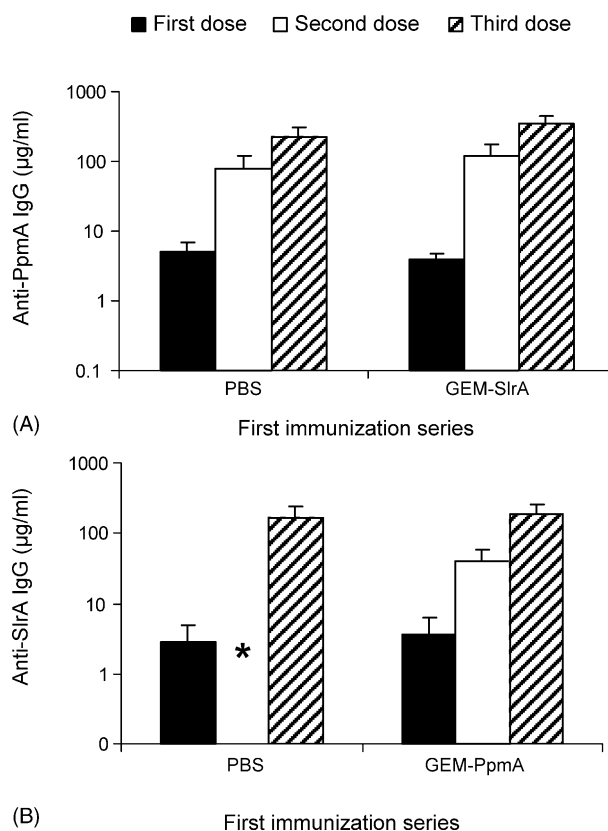 First dose Second dose Third dose
Anti-PpmA IgG (µg/ml)
1000
100
10
1
0.1
PBS GEM-SlrA
(A) First immunization series
Anti-SlrA IgG (µg/ml)
1000
100
10
1
0
*
PBS GEM-PpmA
(B) First immunization series